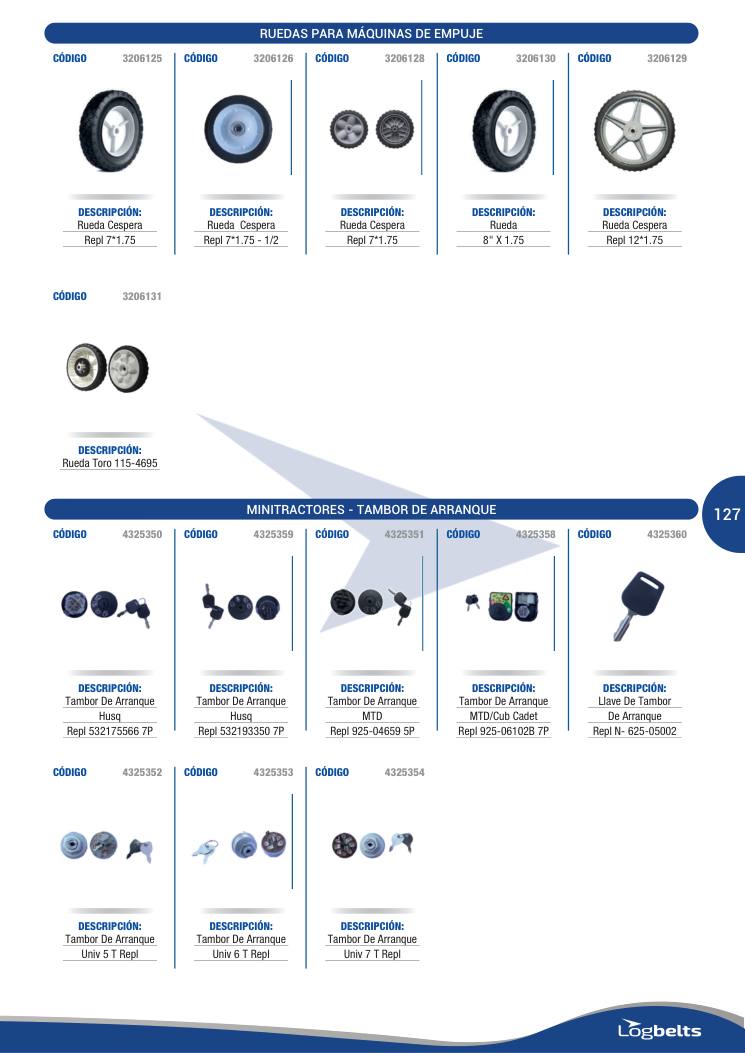 RUEDAS PARA MÁQUINAS DE EMPUJE
CÓDIGO 3206125
DESCRIPCIÓN:
Rueda Cespera
Repl 7*1.75
CÓDIGO 3206126
DESCRIPCIÓN:
Rueda Cespera
Repl 7*1.75 - 1/2
CÓDIGO 3206128
DESCRIPCIÓN:
Rueda Cespera
Repl 7*1.75
CÓDIGO 3206130
DESCRIPCIÓN:
Rueda
8" X 1.75
CÓDIGO 3206129
DESCRIPCIÓN:
Rueda Cespera
Repl 12*1.75
CÓDIGO 3206131
DESCRIPCIÓN:
Rueda Toro 115-4695
MINITRACTORES - TAMBOR DE ARRANQUE
127
CÓDIGO 4325350
DESCRIPCIÓN:
Tambor De Arranque
Husq
Repl 532175566 7P
CÓDIGO 4325359
DESCRIPCIÓN:
Tambor De Arranque
Husq
Repl 532193350 7P
CÓDIGO 4325351
DESCRIPCIÓN:
Tambor De Arranque
MTD
Repl 925-04659 5P
CÓDIGO 4325358
DESCRIPCIÓN:
Tambor De Arranque
MTD/Cub Cadet
Repl 925-06102B 7P
CÓDIGO 4325360
DESCRIPCIÓN:
Llave De Tambor
De Arranque
Repl N- 625-05002
CÓDIGO 4325352
DESCRIPCIÓN:
Tambor De Arranque
Univ 5 T Repl
CÓDIGO 4325353
DESCRIPCIÓN:
Tambor De Arranque
Univ 6 T Repl
CÓDIGO 4325354
DESCRIPCIÓN:
Tambor De Arranque
Univ 7 T Repl
Logbelts